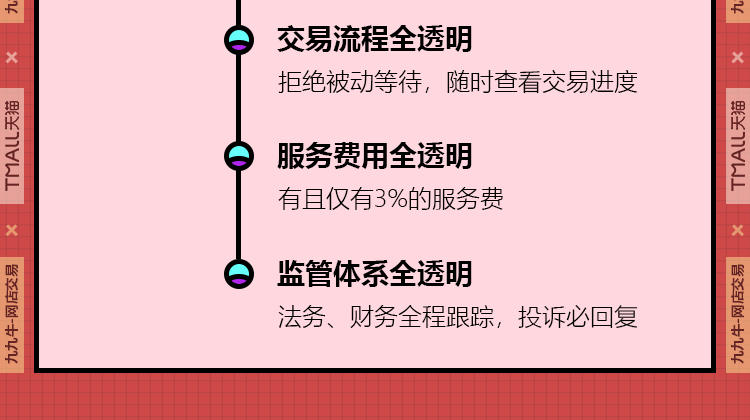 交易流程全透明
拒绝被动等待，随时查看交易进度
服务费用全透明
有且仅有3%的服务费
监管体系全透明
法务、财务全程跟踪，投诉必回复
TMALL天猫
九九牛-网店交易
TMALL天猫
九九牛-网店交易